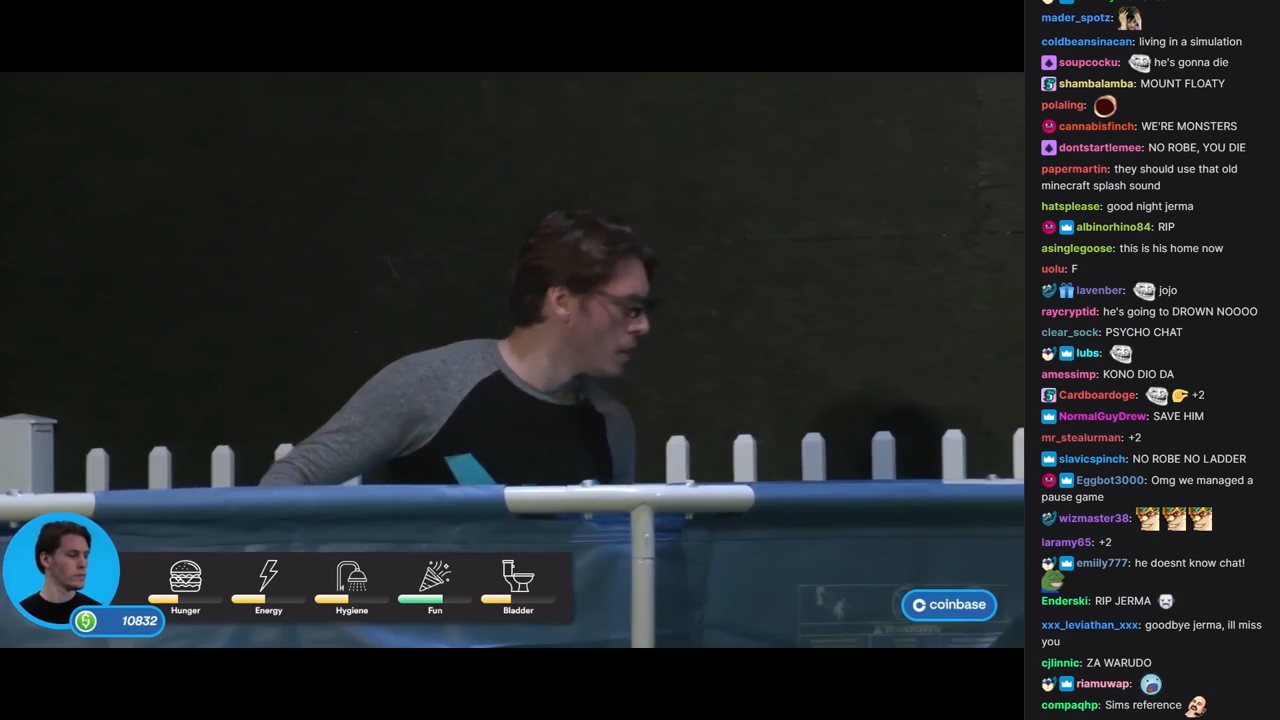 mader_spotz:
coldbeansinacan: living in a simulation
soupcocku: he's gonna die
shambalamba: MOUNT FLOATY
polaling:
cannabisfinch: WE'RE MONSTERS
dontstartlemee: NO ROBE, YOU DIE
papermartin: they should use that old
minecraft splash sound
hatsplease: good night jerma
albinorhino84: RIP
asinglegoose: this is his home now
uolu: F
lavenber: jojo
raycryptid: he's going to DROWN NOOOO
clear_sock: PSYCHO CHAT
lubs:
amessimp: KONO DIO DA
Cardboardoge: +2
NormalGuyDrew: SAVE HIM
mr_stealurman: +2
slavicspinch: NO ROBE NO LADDER
Eggbot3000: Omg we managed a
pause game
wizmaster38:
laramy65: +2
emiily777: he doesnt know chat!
Enderski: RIP JERMA
xxx_leviathan_xxx: goodbye jerma, ill miss
you
cjlinnic: ZA WARUDO
riamuwap:
compaqhp: Sims reference
Hunger
Energy
Hygiene
Fun
Bladder
10832
coinbase